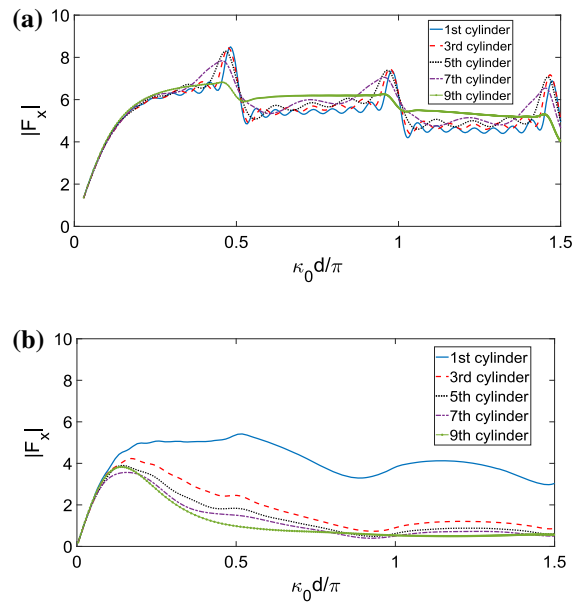 (a)
10
8
6
4
2
0
|F_x|
0
0.5
1
1.5
κ₀d/π
1st cylinder
3rd cylinder
5th cylinder
7th cylinder
9th cylinder
(b)
10
8
6
4
2
0
|F_x|
0
0.5
1
1.5
κ₀d/π
1st cylinder
3rd cylinder
5th cylinder
7th cylinder
9th cylinder